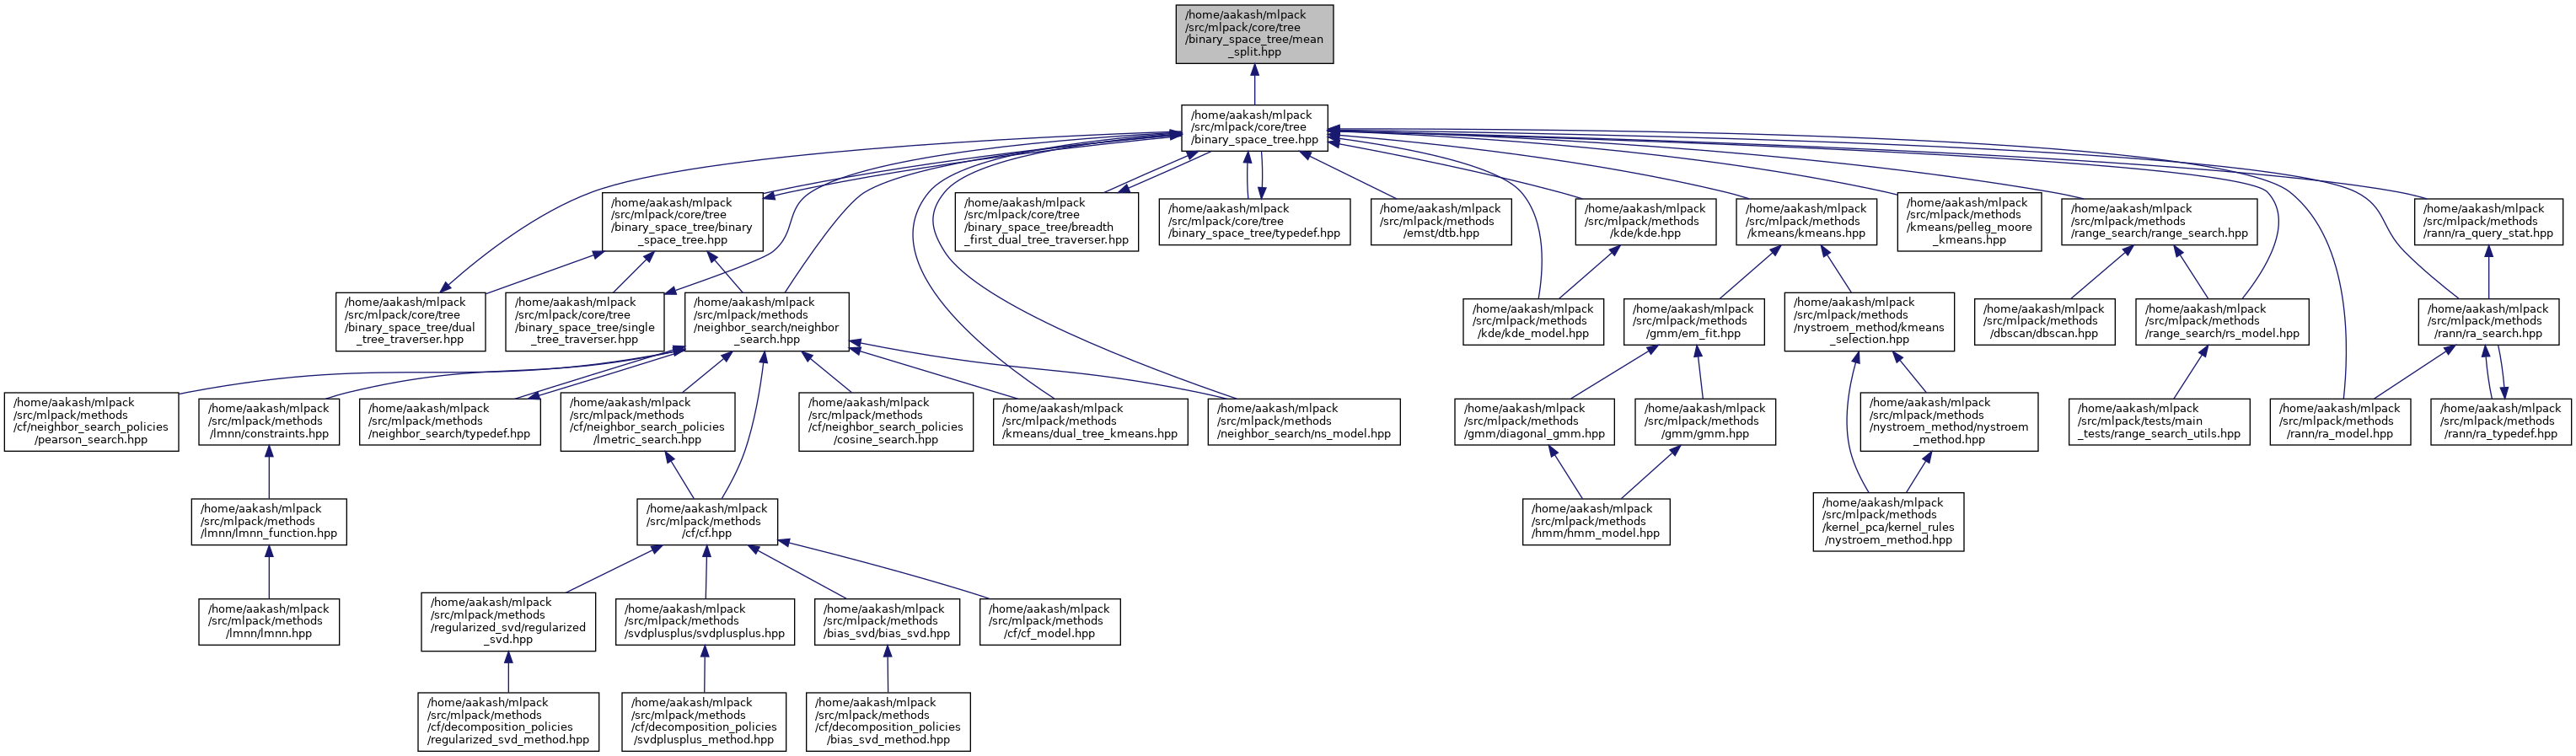 /home/aakash/mlpack
/src/mlpack/core/tree
/binary_space_tree/mean
_split.hpp
/home/aakash/mlpack
/src/mlpack/core/tree
/binary_space_tree.hpp
/home/aakash/mlpack
/src/mlpack/core/tree
/binary_space_tree/binary
_space_tree.hpp
/home/aakash/mlpack
/src/mlpack/core/tree
/binary_space_tree/breadth
_first_dual_tree_traverser.hpp
/home/aakash/mlpack
/src/mlpack/core/tree
/binary_space_tree/typedef.hpp
/home/aakash/mlpack
/src/mlpack/methods
/emst/dtb.hpp
/home/aakash/mlpack
/src/mlpack/methods
/kde/kde.hpp
/home/aakash/mlpack
/src/mlpack/methods
/kmeans/kmeans.hpp
/home/aakash/mlpack
/src/mlpack/methods
/kmeans/pelleg_moore
_kmeans.hpp
/home/aakash/mlpack
/src/mlpack/methods
/range_search/range_search.hpp
/home/aakash/mlpack
/src/mlpack/methods
/rann/ra_query_stat.hpp
/home/aakash/mlpack
/src/mlpack/core/tree
/binary_space_tree/dual
_tree_traverser.hpp
/home/aakash/mlpack
/src/mlpack/core/tree
/binary_space_tree/single
_tree_traverser.hpp
/home/aakash/mlpack
/src/mlpack/methods
/neighbor_search/neighbor
_search.hpp
/home/aakash/mlpack
/src/mlpack/methods
/kde/kde_model.hpp
/home/aakash/mlpack
/src/mlpack/methods
/gmm/em_fit.hpp
/home/aakash/mlpack
/src/mlpack/methods
/nystroem_method/kmeans
_selection.hpp
/home/aakash/mlpack
/src/mlpack/methods
/dbscan/dbscan.hpp
/home/aakash/mlpack
/src/mlpack/methods
/range_search/rs_model.hpp
/home/aakash/mlpack
/src/mlpack/methods
/rann/ra_search.hpp
/home/aakash/mlpack
/src/mlpack/methods
/cf/neighbor_search_policies
/pearson_search.hpp
/home/aakash/mlpack
/src/mlpack/methods
/lmnn/constraints.hpp
/home/aakash/mlpack
/src/mlpack/methods
/neighbor_search/typedef.hpp
/home/aakash/mlpack
/src/mlpack/methods
/cf/neighbor_search_policies
/lmetric_search.hpp
/home/aakash/mlpack
/src/mlpack/methods
/cf/neighbor_search_policies
/cosine_search.hpp
/home/aakash/mlpack
/src/mlpack/methods
/kmeans/dual_tree_kmeans.hpp
/home/aakash/mlpack
/src/mlpack/methods
/neighbor_search/ns_model.hpp
/home/aakash/mlpack
/src/mlpack/methods
/gmm/diagonal_gmm.hpp
/home/aakash/mlpack
/src/mlpack/methods
/gmm/gmm.hpp
/home/aakash/mlpack
/src/mlpack/methods
/nystroem_method/nystroem
_method.hpp
/home/aakash/mlpack
/src/mlpack/tests/main
_tests/range_search_utils.hpp
/home/aakash/mlpack
/src/mlpack/methods
/rann/ra_model.hpp
/home/aakash/mlpack
/src/mlpack/methods
/rann/ra_typedef.hpp
/home/aakash/mlpack
/src/mlpack/methods
/lmnn/lmnn_function.hpp
/home/aakash/mlpack
/src/mlpack/methods
/cf/cf.hpp
/home/aakash/mlpack
/src/mlpack/methods
/hmm/hmm_model.hpp
/home/aakash/mlpack
/src/mlpack/methods
/kernel_pca/kernel_rules
/nystroem_method.hpp
/home/aakash/mlpack
/src/mlpack/methods
/lmnn/lmnn.hpp
/home/aakash/mlpack
/src/mlpack/methods
/regularized_svd/regularized
_svd.hpp
/home/aakash/mlpack
/src/mlpack/methods
/svdplusplus/svdplusplus.hpp
/home/aakash/mlpack
/src/mlpack/methods
/bias_svd/bias_svd.hpp
/home/aakash/mlpack
/src/mlpack/methods
/cf/cf_model.hpp
/home/aakash/mlpack
/src/mlpack/methods
/cf/decomposition_policies
/regularized_svd_method.hpp
/home/aakash/mlpack
/src/mlpack/methods
/cf/decomposition_policies
/svdplusplus_method.hpp
/home/aakash/mlpack
/src/mlpack/methods
/cf/decomposition_policies
/bias_svd_method.hpp